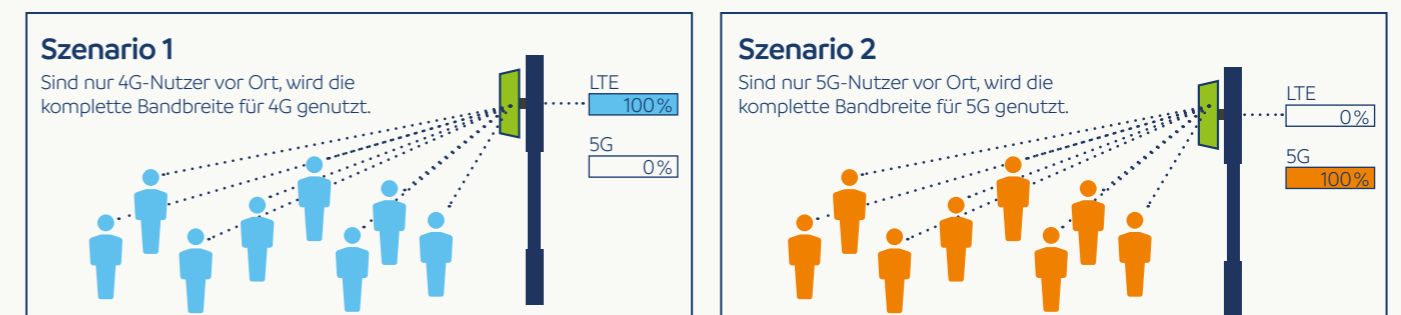 Szenario 1
Sind nur 4G-Nutzer vor Ort, wird die
komplette Bandbreite für 4G genutzt.
LTE
100%
5G
0%
Szenario 2
Sind nur 5G-Nutzer vor Ort, wird die
komplette Bandbreite für 5G genutzt.
LTE
0%
5G
100%